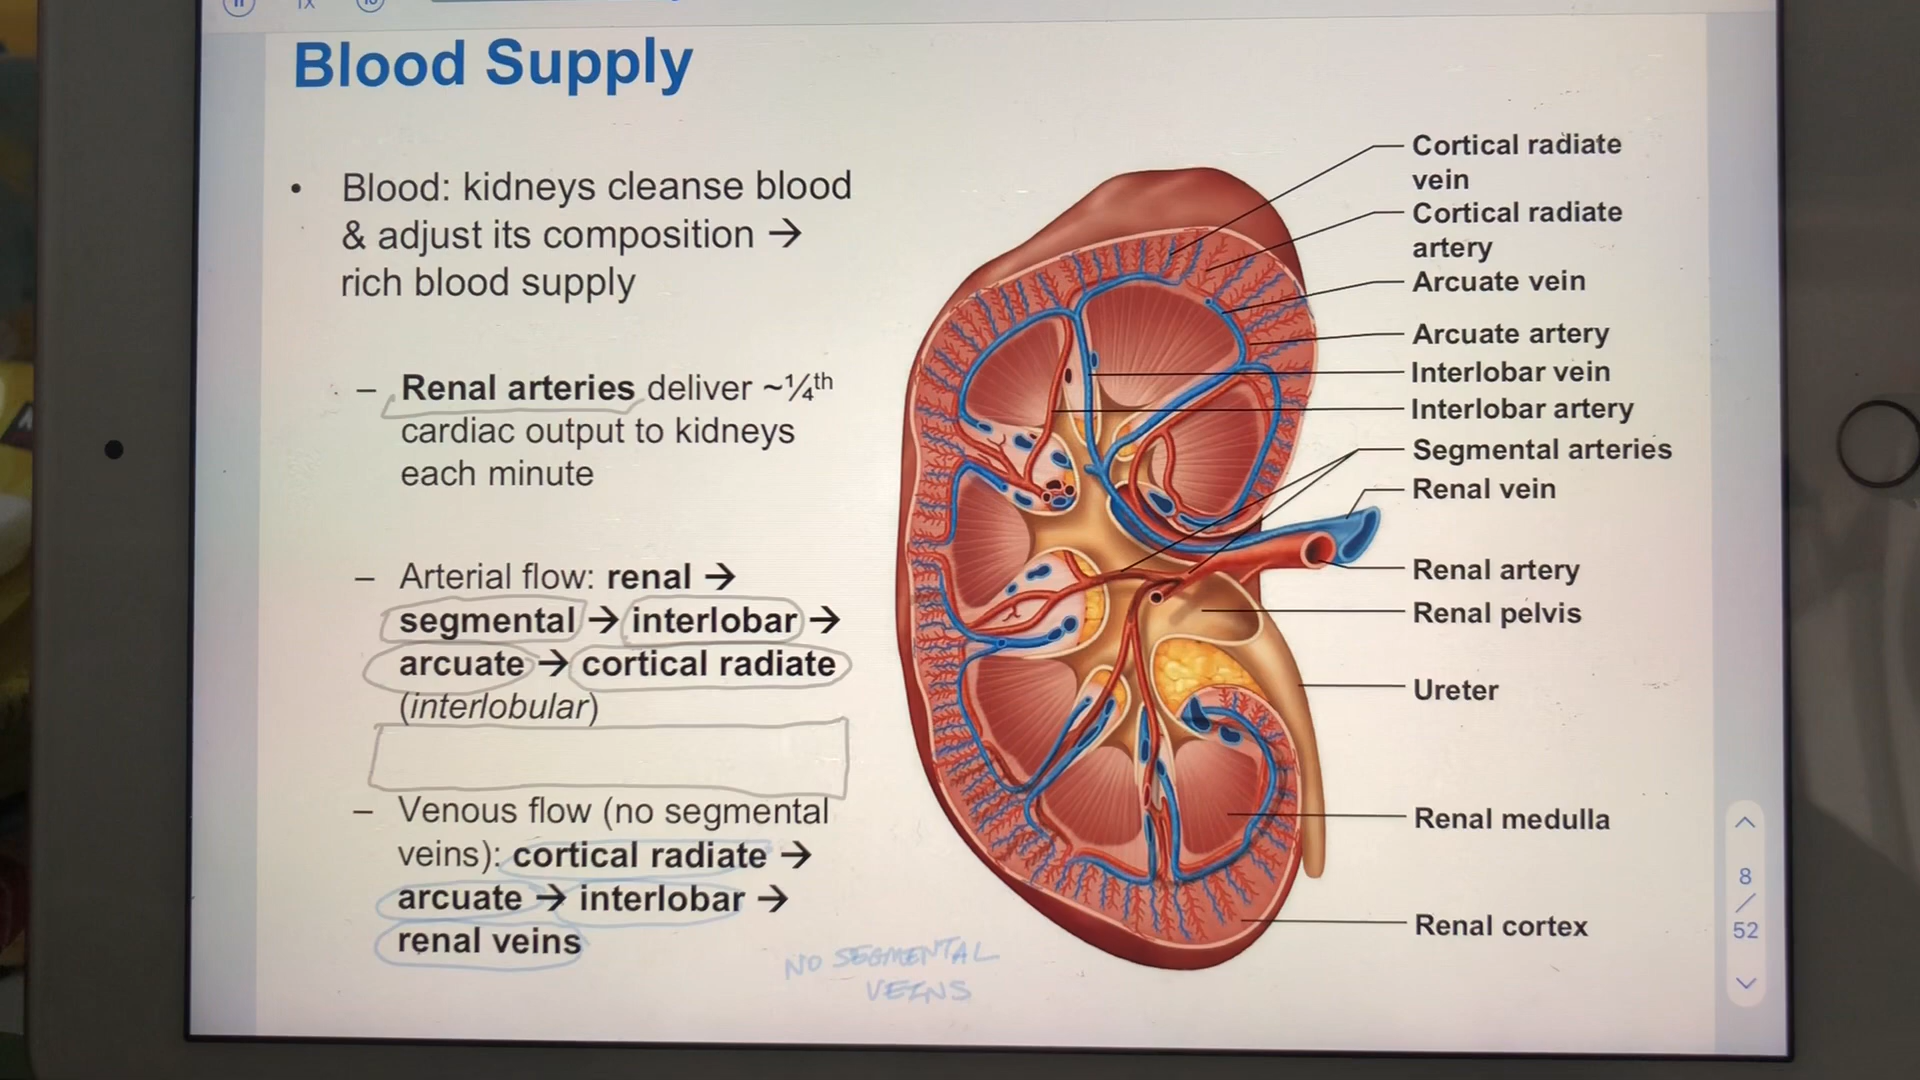 1X
Blood Supply
• Blood: kidneys cleanse blood
& adjust its composition →
rich blood supply
– Renal arteries deliver ~¼th
cardiac output to kidneys
each minute
– Arterial flow: renal →
segmental → interlobar →
arcuate → cortical radiate
(interlobular)
– Venous flow (no segmental
veins): cortical radiate →
arcuate → interlobar →
renal veins
NO SEGMENTAL
VEINS
Cortical radiate
vein
Cortical radiate
artery
Arcuate vein
Arcuate artery
Interlobar vein
Interlobar artery
Segmental arteries
Renal vein
Renal artery
Renal pelvis
Ureter
Renal medulla
Renal cortex
8
/
52